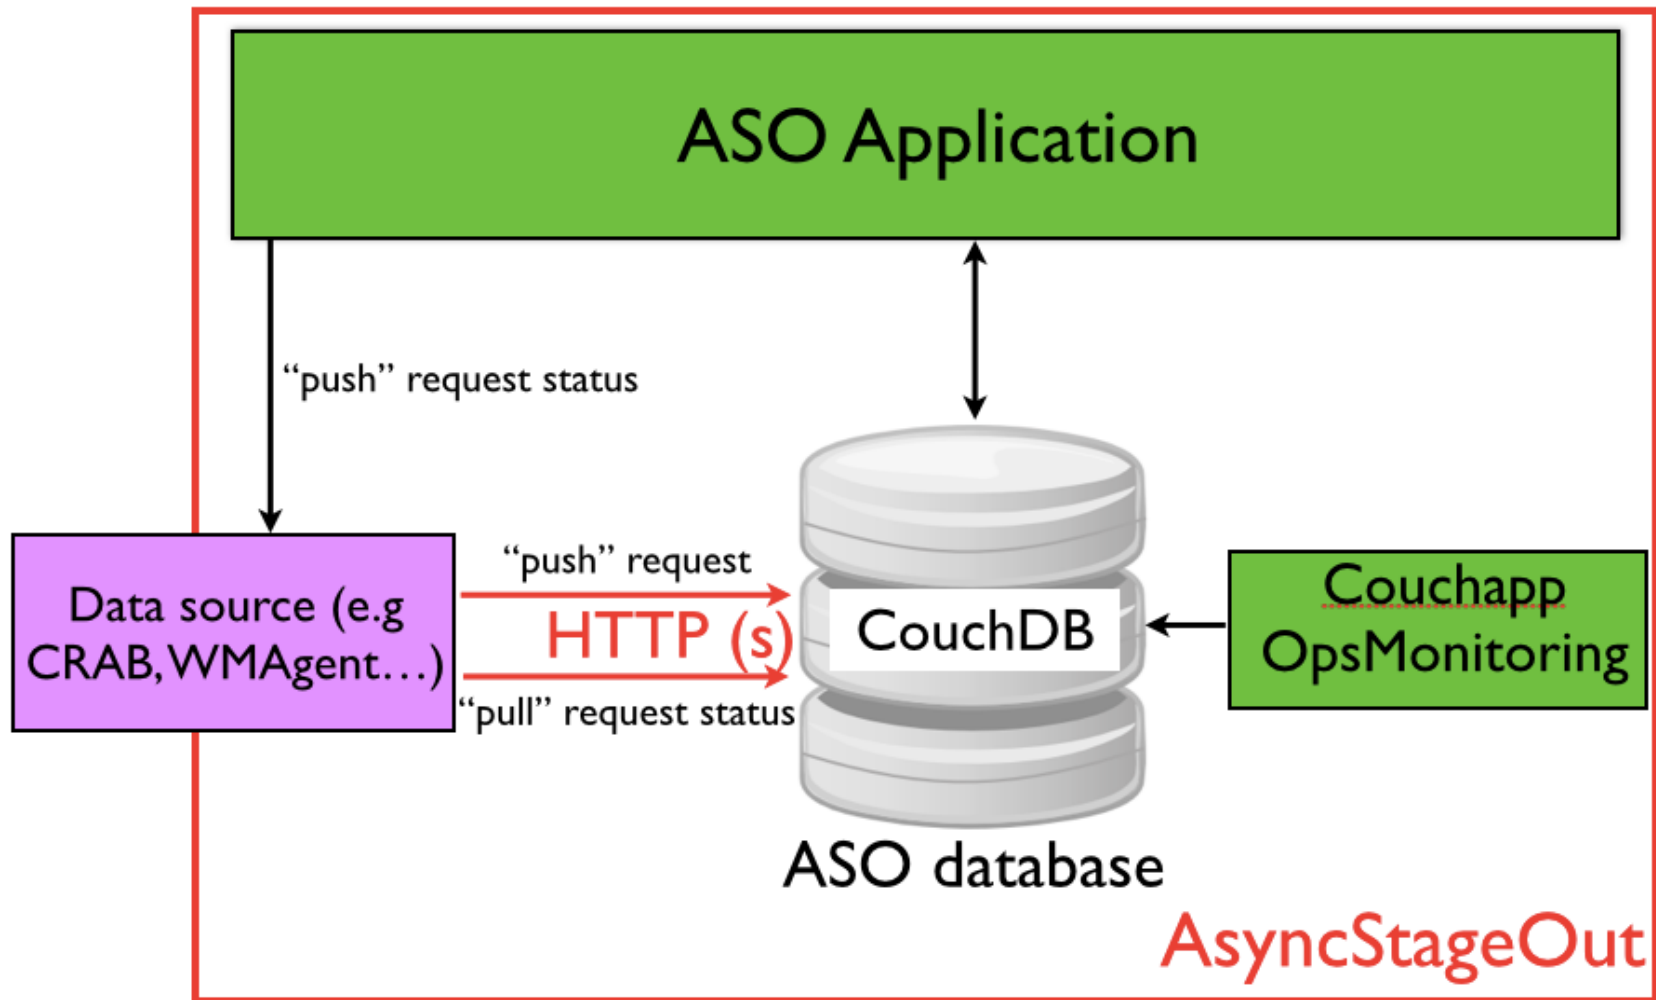 ASO Application
“push” request status
Data source (e.g
CRAB, WMAgent...)
“push” request
HTTP (s)
“pull” request status
CouchDB
Couchapp
OpsMonitoring
ASO database
AsyncStageOut